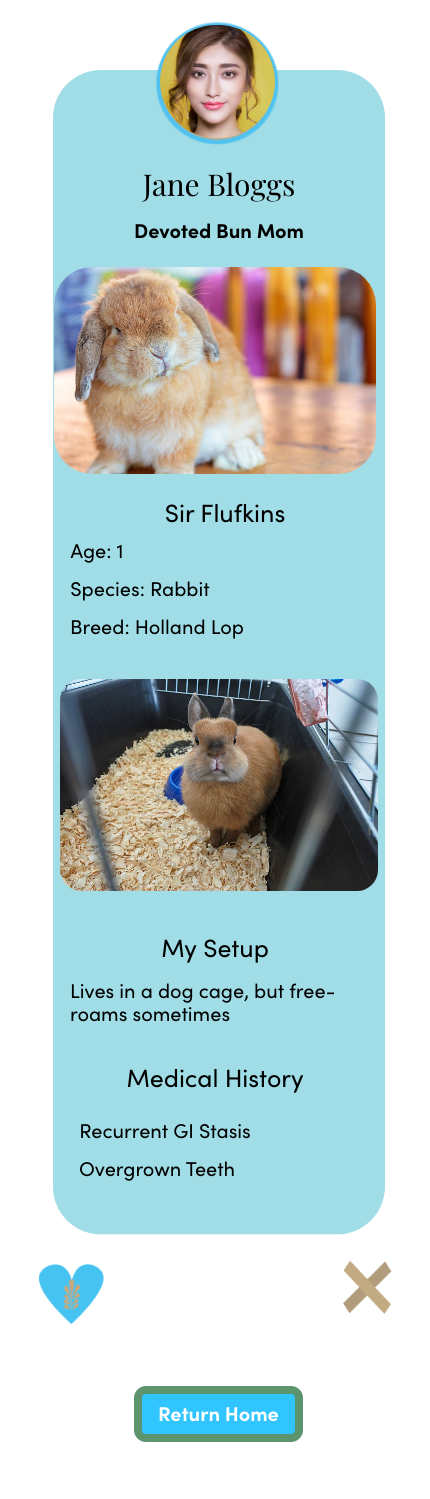 Jane Bloggs
Devoted Bun Mom
Sir Flufkins
Age: 1
Species: Rabbit
Breed: Holland Lop
My Setup
Lives in a dog cage, but free-
roams sometimes
Medical History
Recurrent GI Stasis
Overgrown Teeth
Return Home